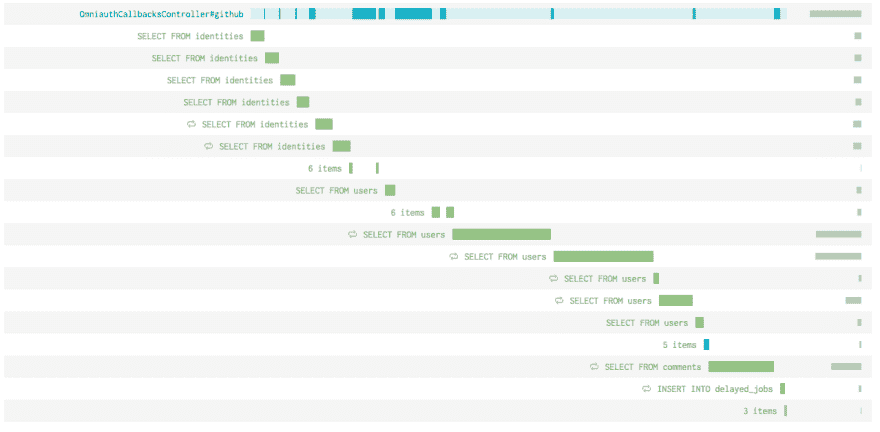 OmniauthCallbacksController#github
SELECT FROM identities
SELECT FROM identities
SELECT FROM identities
SELECT FROM identities
SELECT FROM identities
SELECT FROM identities
6 items
SELECT FROM users
6 items
SELECT FROM users
SELECT FROM users
SELECT FROM users
SELECT FROM users
SELECT FROM users
5 items
SELECT FROM comments
INSERT INTO delayed_jobs
3 items